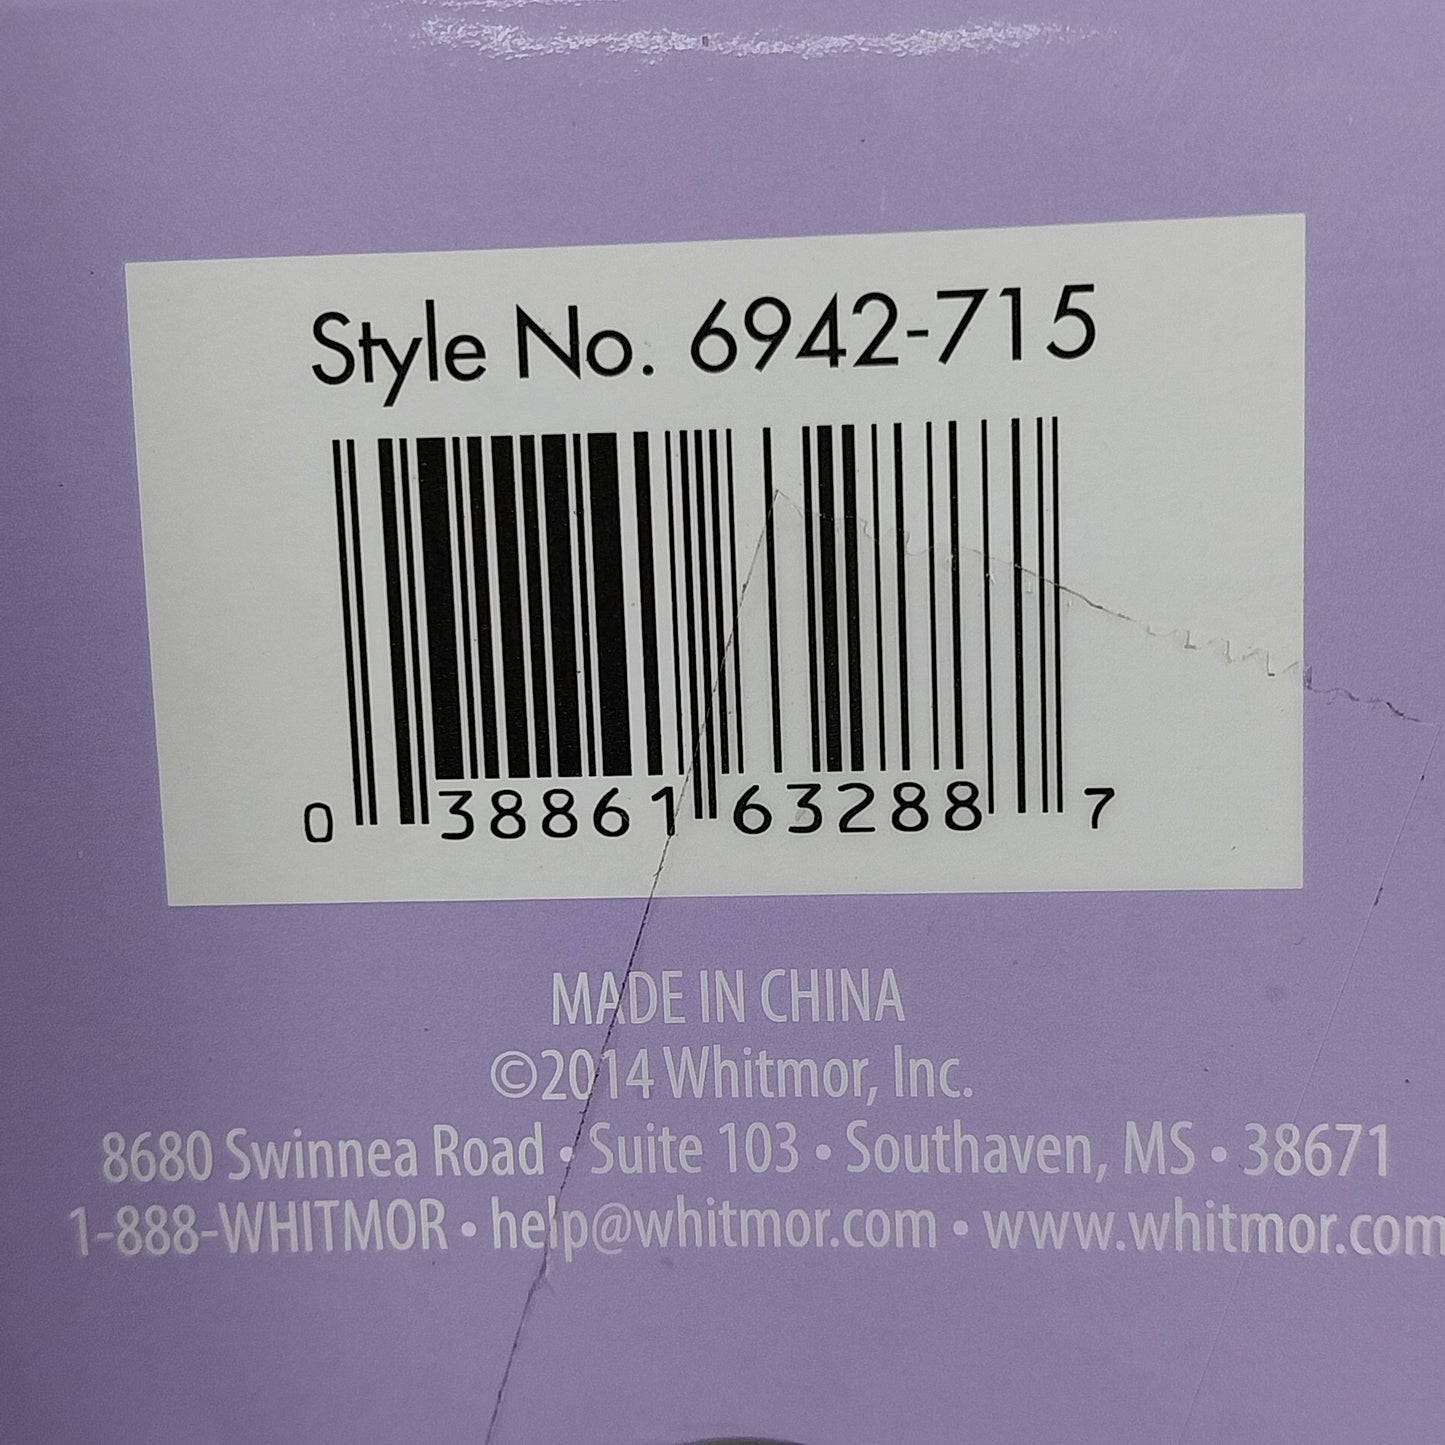 Style No. 6942-715
0 38861 63288 7
MADE IN CHINA
©2014 Whitmor, Inc.
8680 Swinnea Road • Suite 103 • Southaven, MS • 38671
1-888-WHITMOR • help@whitmor.com • www.whitmor.com